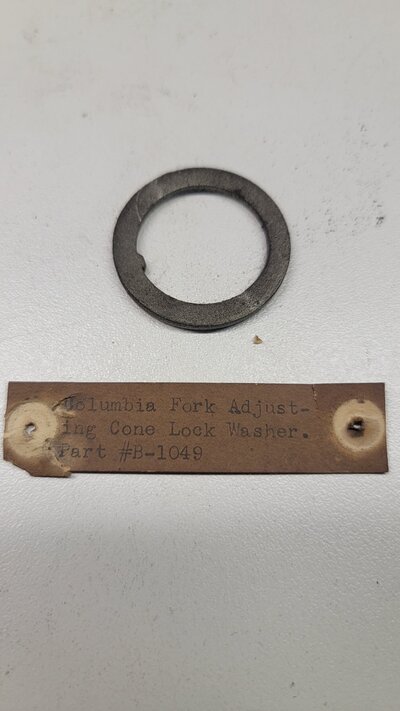 Columbia Fork Adjust-
ing Cone Lock Washer.
Part #B-1049